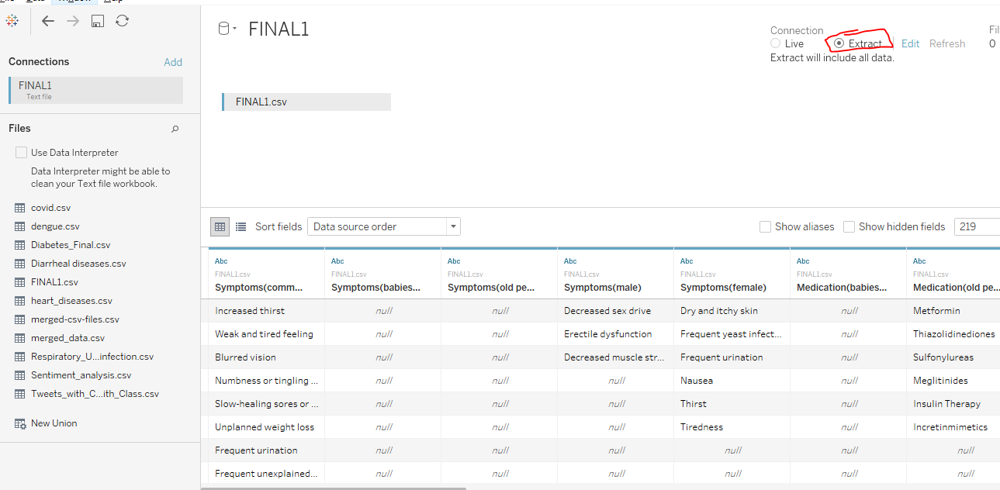 Window
FINAL1
Connection
Live
Extract
Edit
Refresh
0
Extract will include all data.
Connections
Add
FINAL1
Text file
FINAL1.csv
Files
Use Data Interpreter
Data Interpreter might be able to
clean your Text file workbook.
covid.csv
dengue.csv
Diabetes_Final.csv
Diarrheal diseases.csv
FINAL1.csv
heart_diseases.csv
merged-csv-files.csv
merged_data.csv
Respiratory_U...infection.csv
Sentiment_analysis.csv
Tweets_with_C...ith_Class.csv
New Union
Sort fields
Data source order
Show aliases
Show hidden fields
219
Abc Abc Abc Abc Abc Abc Abc
FINAL1.csv FINAL1.csv FINAL1.csv FINAL1.csv FINAL1.csv FINAL1.csv FINAL1.csv
Symptoms(comm... Symptoms(babies... Symptoms(old pe... Symptoms(male) Symptoms(female) Medication(babies... Medication(old pe...
Increased thirst null null Decreased sex drive Dry and itchy skin null Metformin
Weak and tired feeling null null Erectile dysfunction Frequent yeast infect... null Thiazolidinediones
Blurred vision null null Decreased muscle str... Frequent urination null Sulfonylureas
Numbness or tingling ... null null null Nausea null Meglitinides
Slow-healing sores or ... null null null Thirst null Insulin Therapy
Unplanned weight loss null null null Tiredness null Incretinmimetics
Frequent urination null null null null null null
Frequent unexplained... null null null null null null